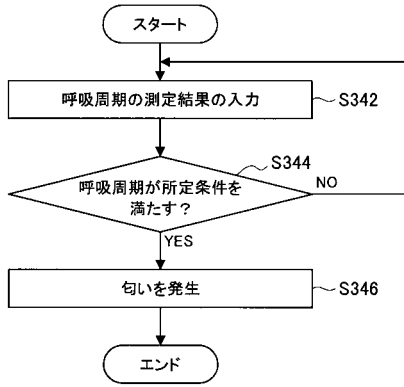 スタート
呼吸周期の測定結果の入力
S342
S344
呼吸周期が所定条件を
満たす?
NO
YES
匂いを発生
S346
エンド